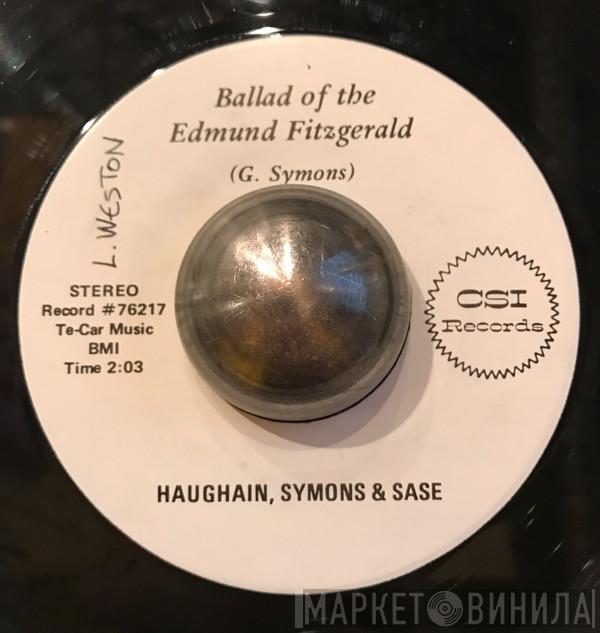 Ballad of the
Edmund Fitzgerald
(G. Symons)
L. WESTON
STEREO
Record #76217
Te-Car Music
BMI
Time 2:03
CSI
Records
HAUGHAIN, SYMONS & SASE
МАРКЕТ ВИНИЛА